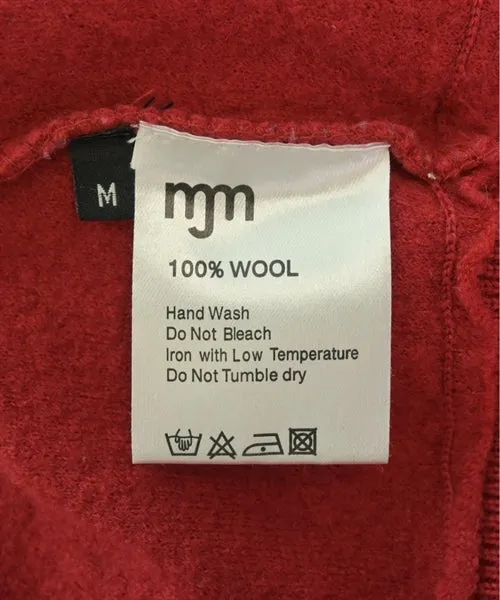 M
mjm
100% WOOL
Hand Wash
Do Not Bleach
Iron with Low Temperature
Do Not Tumble dry